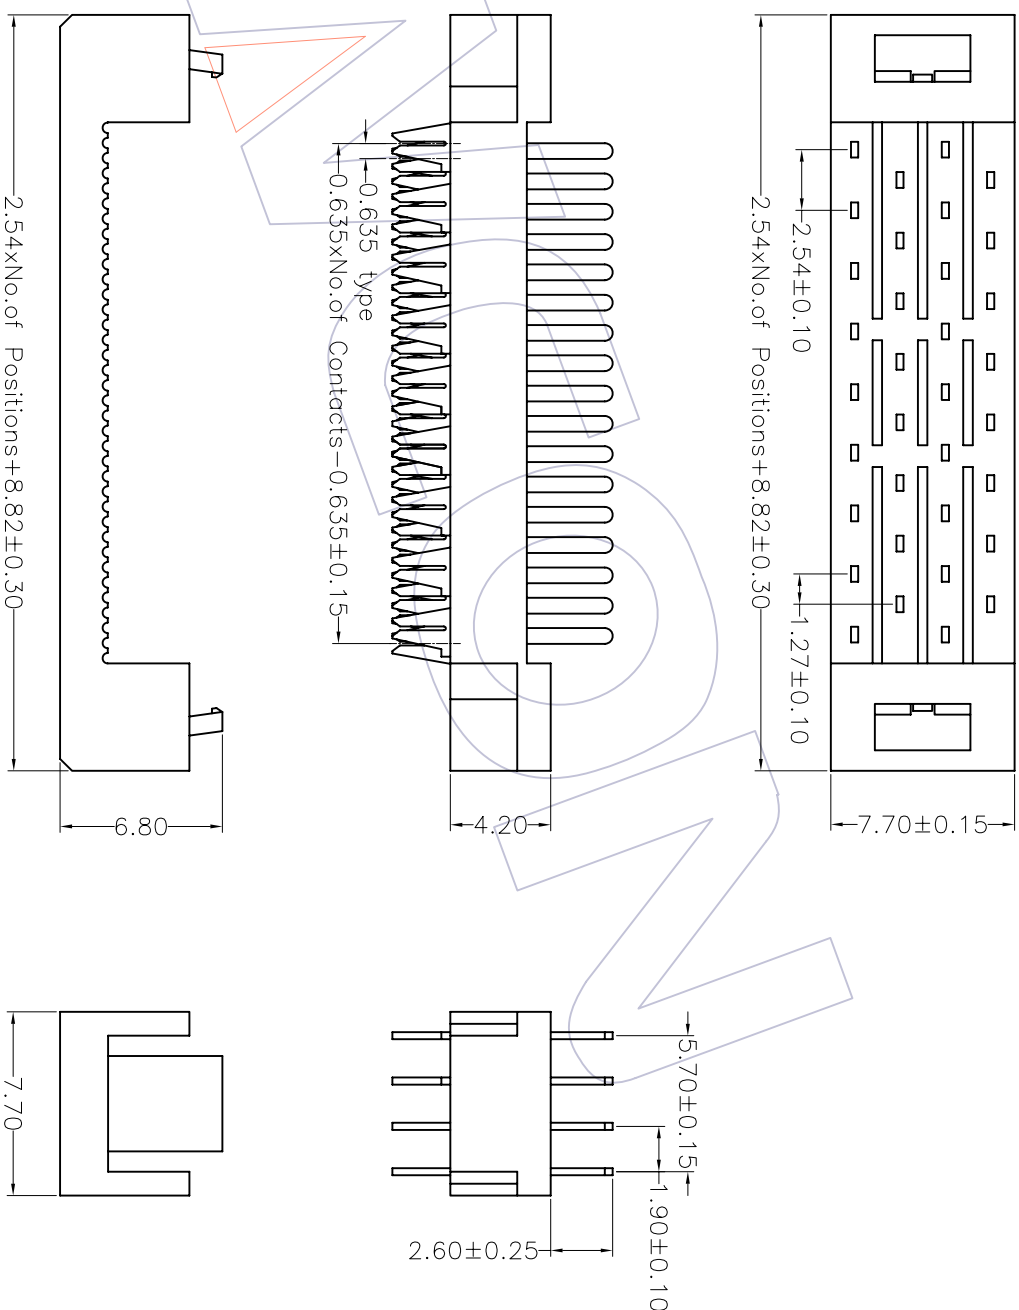 2.54xNo.of Positions+8.82±0.30
2.54±0.10
1.27±0.10
7.70±0.15
0.635 type
0.635xNo.of Contacts-0.635±0.15
4.20
2.54xNo.of Positions+8.82±0.30
6.80
5.70±0.15
1.90±0.10
2.60±0.25
7.70